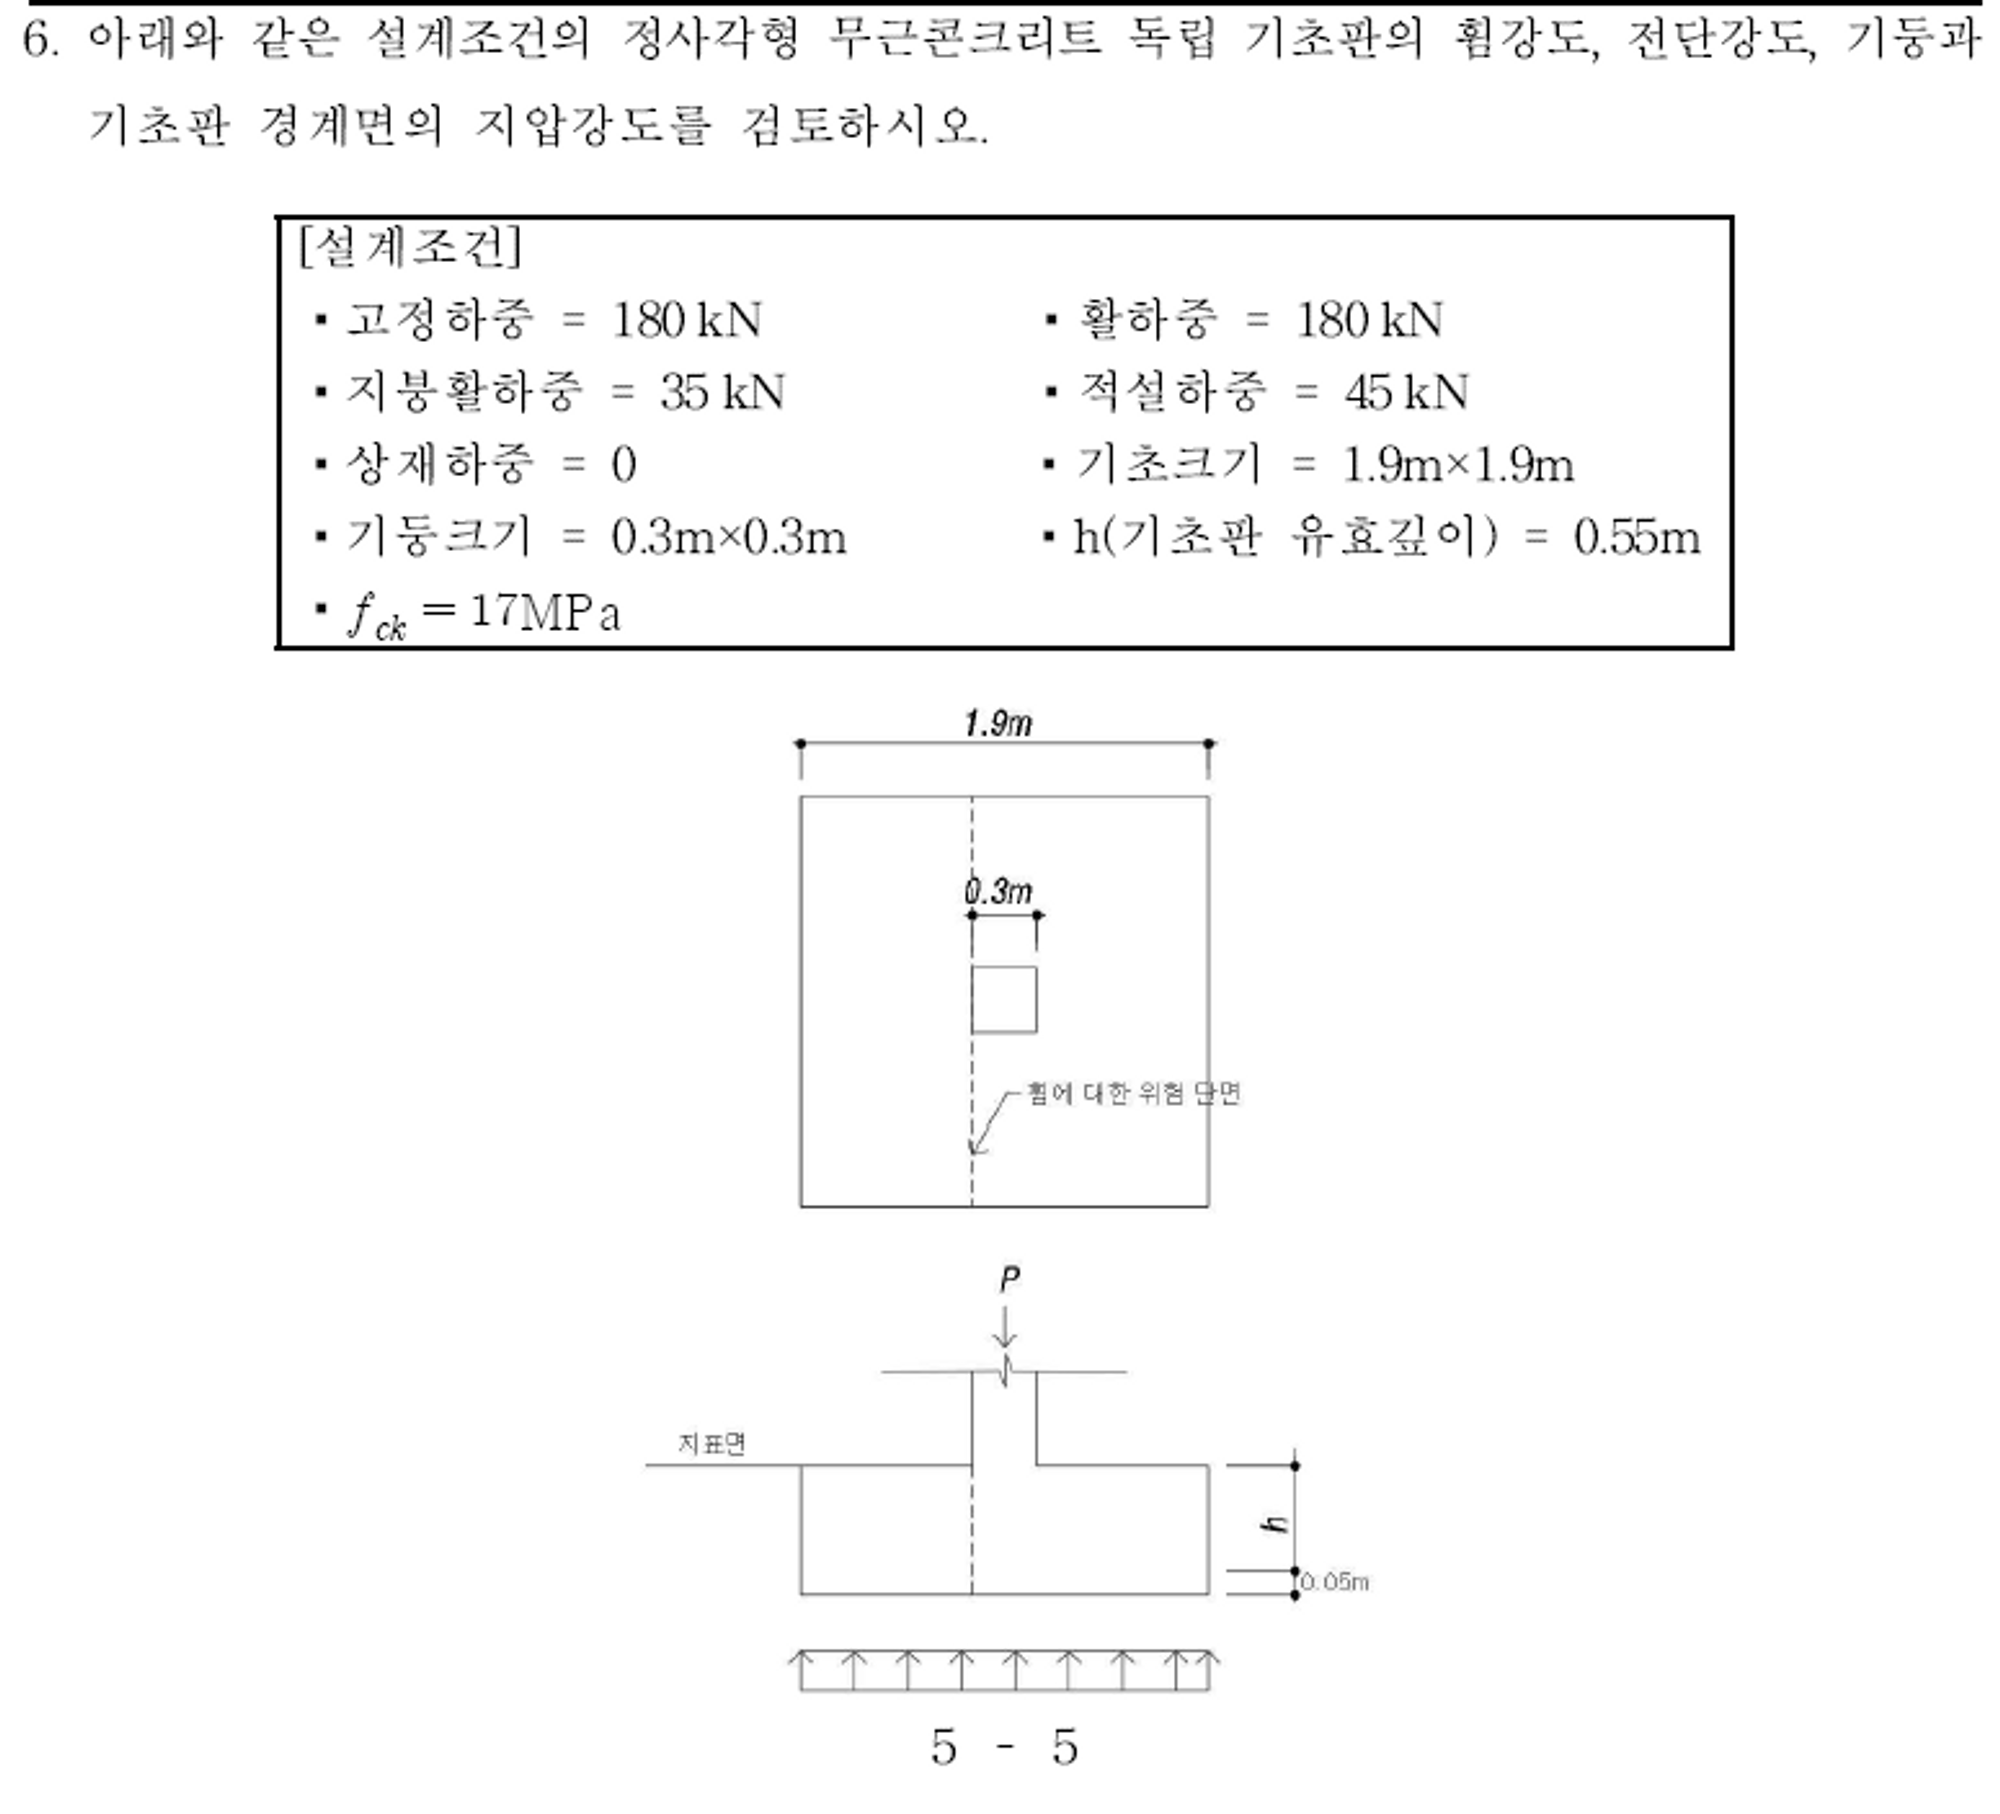 6. 아래와 같은 설계조건의 정사각형 무근콘크리트 독립 기초판의 휨강도, 전단강도, 기둥과
기초판 경계면의 지압강도를 검토하시오.
[설계조건]
▪ 고정하중 = 180 kN ▪ 활하중 = 180 kN
▪ 지붕활하중 = 35 kN ▪ 적설하중 = 45 kN
▪ 상재하중 = 0 ▪ 기초크기 = 1.9m×1.9m
▪ 기둥크기 = 0.3m×0.3m ▪ h(기초판 유효깊이) = 0.55m
▪ f_ck = 17MPa
1.9m
0.3m
휨에 대한 위험 단면
P
지표면
h
0.05m
5 - 5